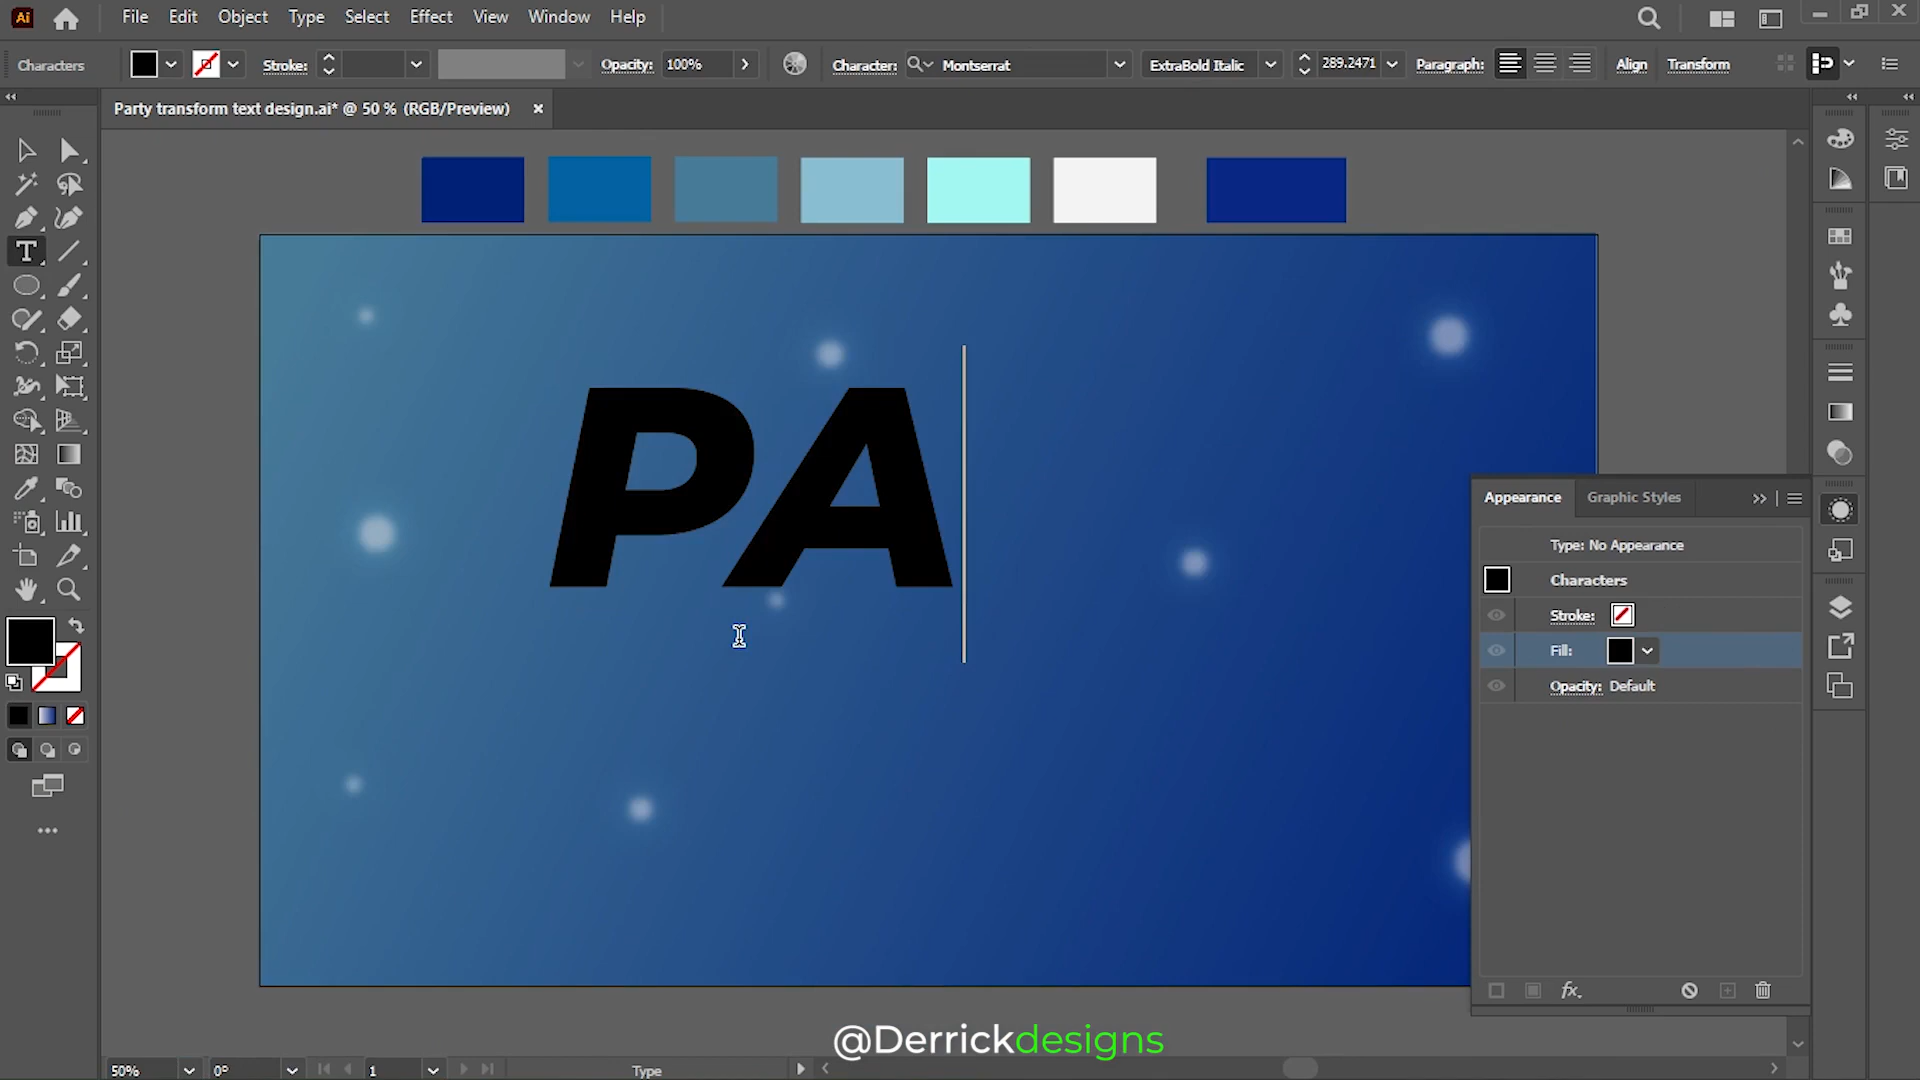 Ai File Edit Object Type Select Effect View Window Help
Characters Stroke: Opacity: 100% Character: Montserrat ExtraBold Italic 289.2471 Paragraph: Align Transform
Party transform text design.ai* @ 50 % (RGB/Preview)
PA
Appearance Graphic Styles
Type: No Appearance
Characters
Stroke:
Fill:
Opacity: Default
fx
@Derrickdesigns
50% 0° 1 Type